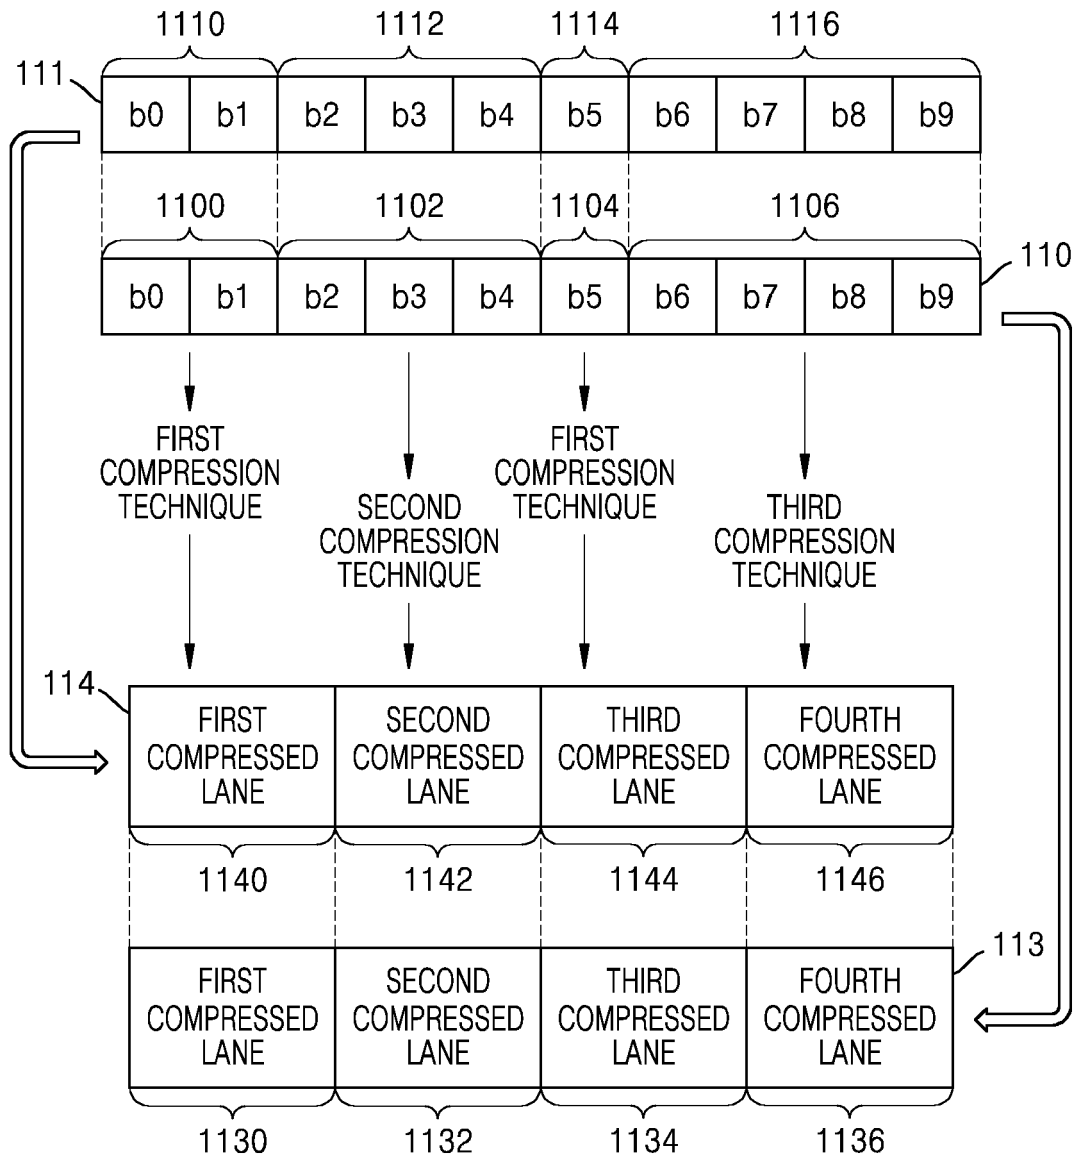 1110 1112 1114 1116
111
b0 b1 b2 b3 b4 b5 b6 b7 b8 b9
1100 1102 1104 1106
110
b0 b1 b2 b3 b4 b5 b6 b7 b8 b9
FIRST
COMPRESSION
TECHNIQUE
SECOND
COMPRESSION
TECHNIQUE
FIRST
COMPRESSION
TECHNIQUE
THIRD
COMPRESSION
TECHNIQUE
114
FIRST
COMPRESSED
LANE
SECOND
COMPRESSED
LANE
THIRD
COMPRESSED
LANE
FOURTH
COMPRESSED
LANE
1140 1142 1144 1146
113
FIRST
COMPRESSED
LANE
SECOND
COMPRESSED
LANE
THIRD
COMPRESSED
LANE
FOURTH
COMPRESSED
LANE
1130 1132 1134 1136